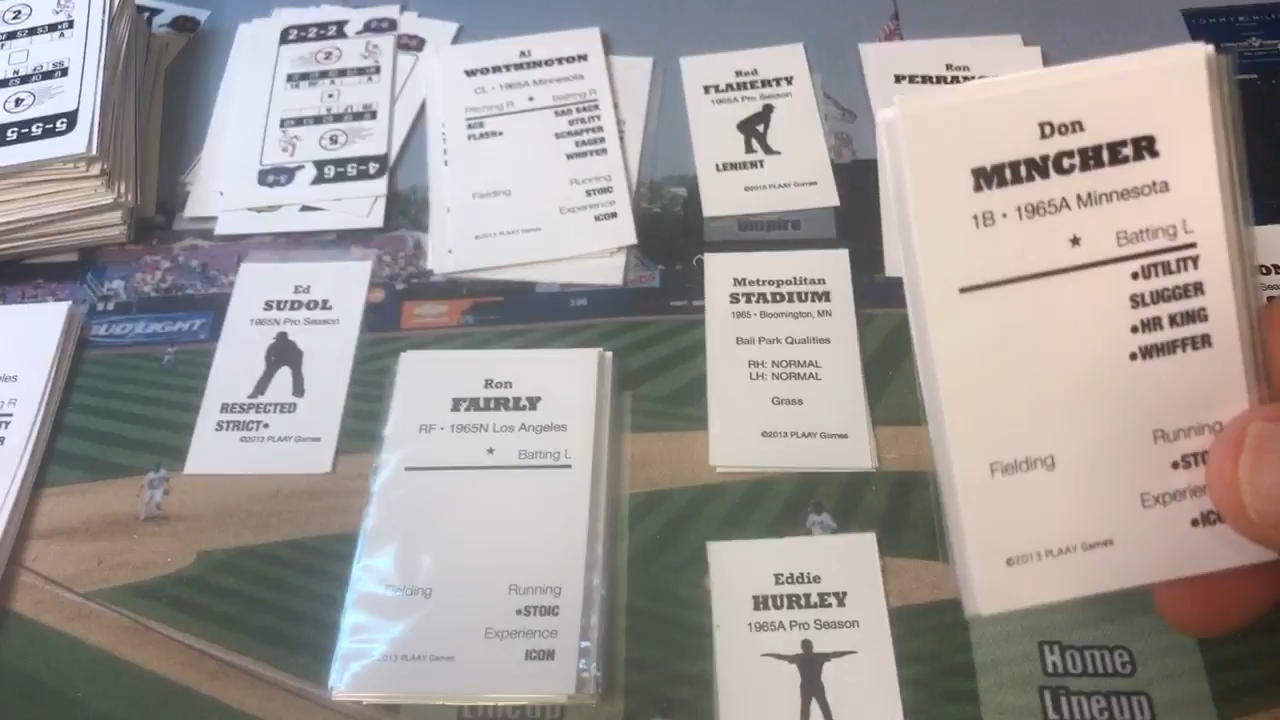 2-2-2
4-5-6
5-5-5
Al
WORTHINGTON
CL • 1965A Minnesota
Pitching R ★ Batting R
ACE
FLASH•
SAD SACK
UTILITY
SCRAPPER
EAGER
WHIFFER
Fielding
Running
STOIC
Experience
ICON
©2013 PLAAY Games
Red
FLAHERTY
1965A Pro Season
LENIENT
©2013 PLAAY Games
Umpire
Ron
Don
MINCHER
1B • 1965A Minnesota
★ Batting L
•UTILITY
SLUGGER
•HR KING
•WHIFFER
Fielding
Running
Experien
©2013 PLAAY Games
Ed
SUDOL
1965N Pro Season
RESPECTED
STRICT•
©2013 PLAAY Games
BUD LIGHT
Metropolitan
STADIUM
1965 • Bloomington, MN
Ball Park Qualities
RH: NORMAL
LH: NORMAL
Grass
©2013 PLAAY Games
Ron
FAIRLY
RF • 1965N Los Angeles
★ Batting L
Fielding
Running
•STOIC
Experience
ICON
2013 PLAAY Games
Lineup
Eddie
HURLEY
1965A Pro Season
Home
Lineup